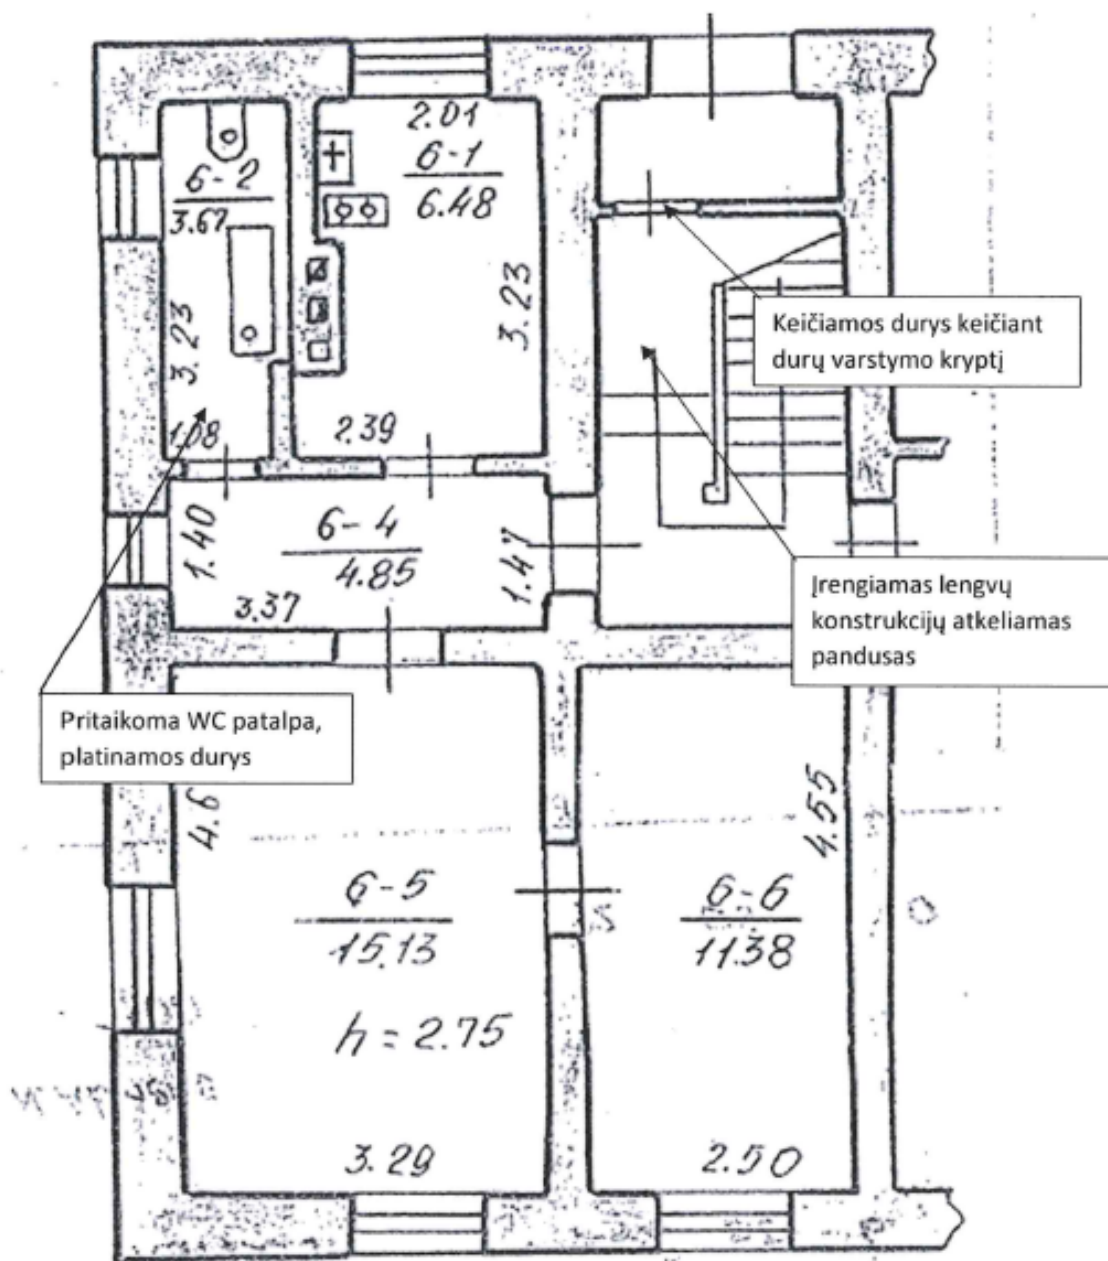 2.01
6-1
6.48
6-2
3.67
3.23
3.23
Keičiamos durys keičiant
durų varstymo kryptį
1.08
2.39
6-4
4.85
1.40
1.47
3.37
Įrengiamas lengvų
konstrukcijų atkeliamas
pandusas
Pritaikoma WC patalpa,
platinamos durys
4.6
4.55
6-5
15.13
6-6
11.38
h = 2.75
3.29
2.50